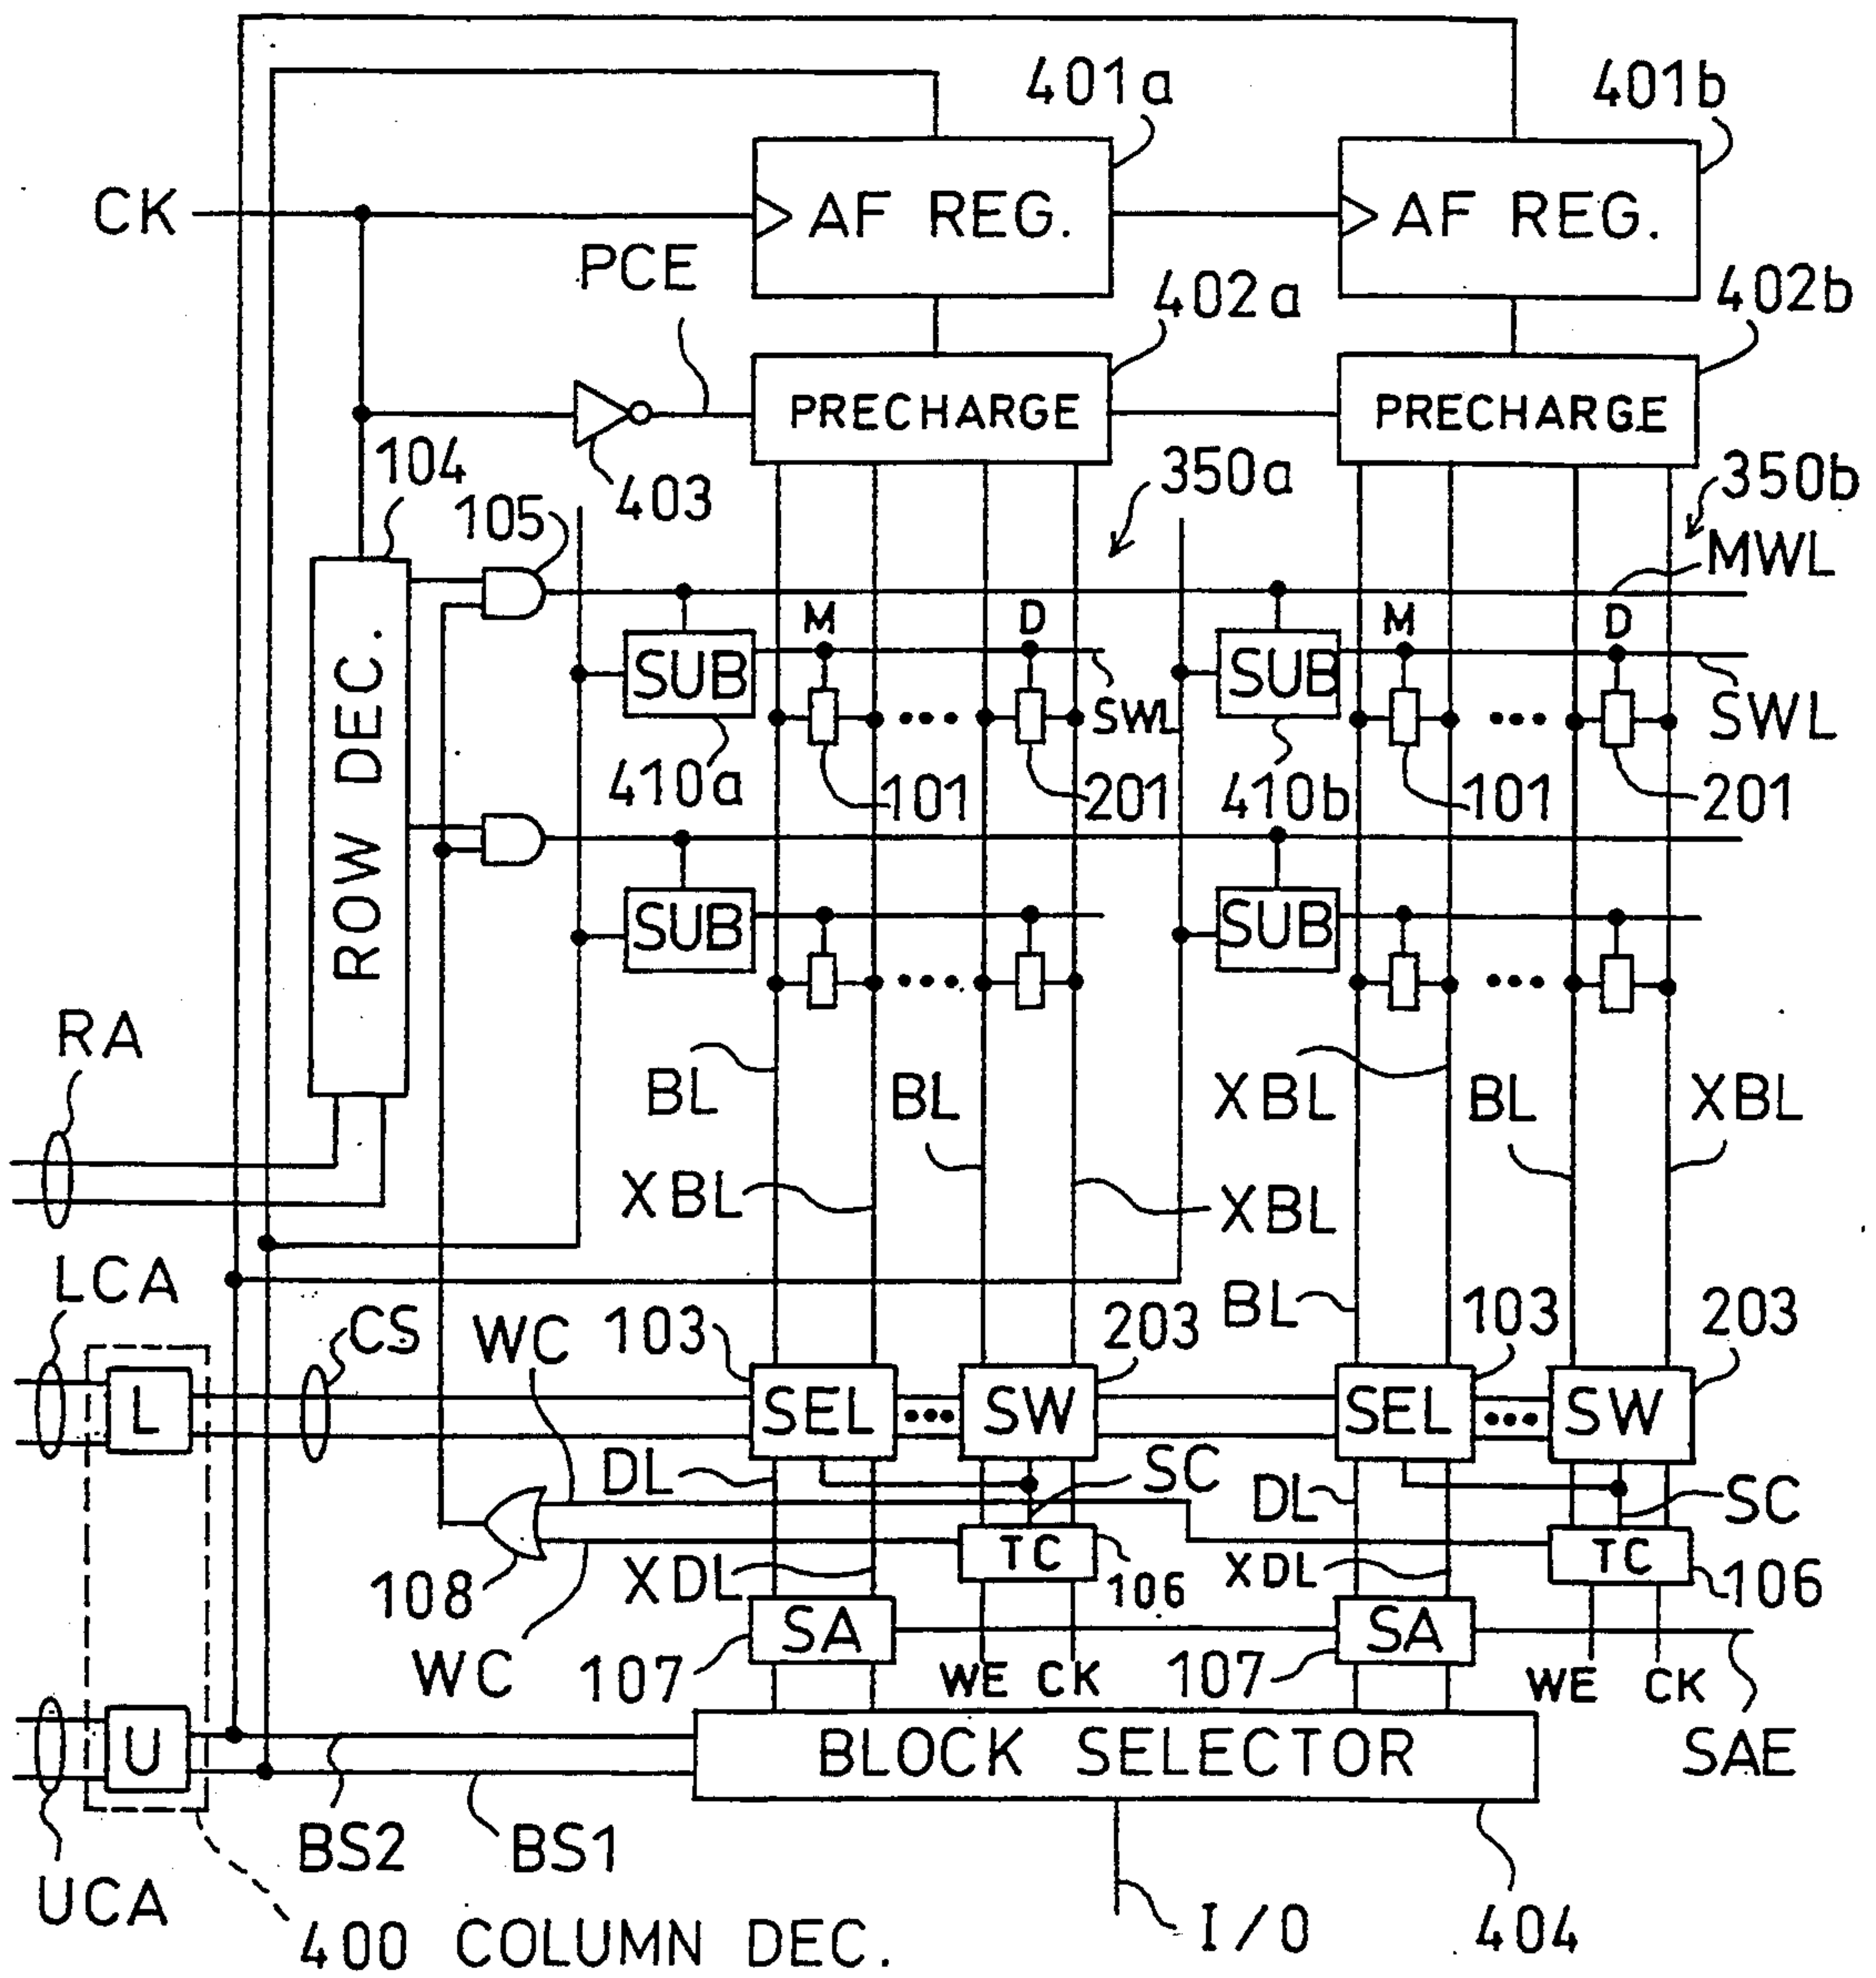 401a
401b
CK
AF REG.
AF REG.
PCE
402a
402b
PRECHARGE
PRECHARGE
104
403
105
350a
350b
MWL
ROW DEC.
M
D
M
D
SUB
SUB
SWL
SWL
410a
101
201
410b
101
201
SUB
SUB
RA
BL
BL
XBL
BL
XBL
XBL
XBL
LCA
CS
WC
103
203
BL
103
203
L
SEL
SW
SEL
SW
DL
SC
DL
SC
TC
TC
108
XDL
106
XDL
106
SA
SA
WC
107
WE CK
107
WE CK
U
BLOCK SELECTOR
SAE
BS2
BS1
UCA
400 COLUMN DEC.
I/O
404